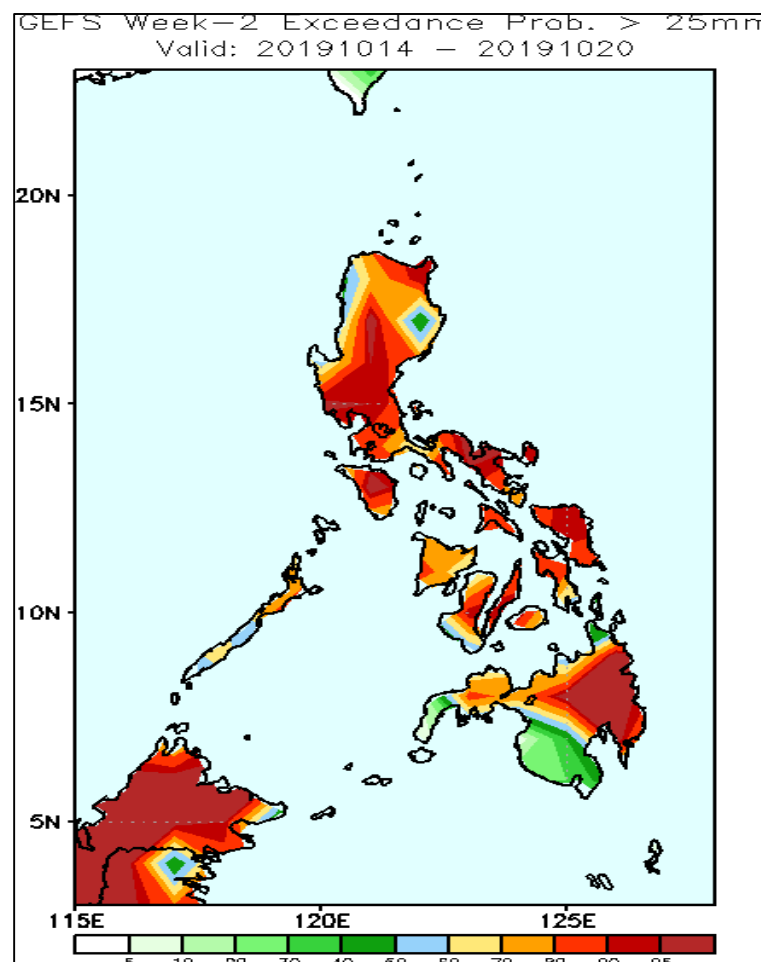 GEFS Week-2 Exceedance Prob. > 25mm
Valid: 20191014 - 20191020
20N
15N
10N
5N
115E 120E 125E